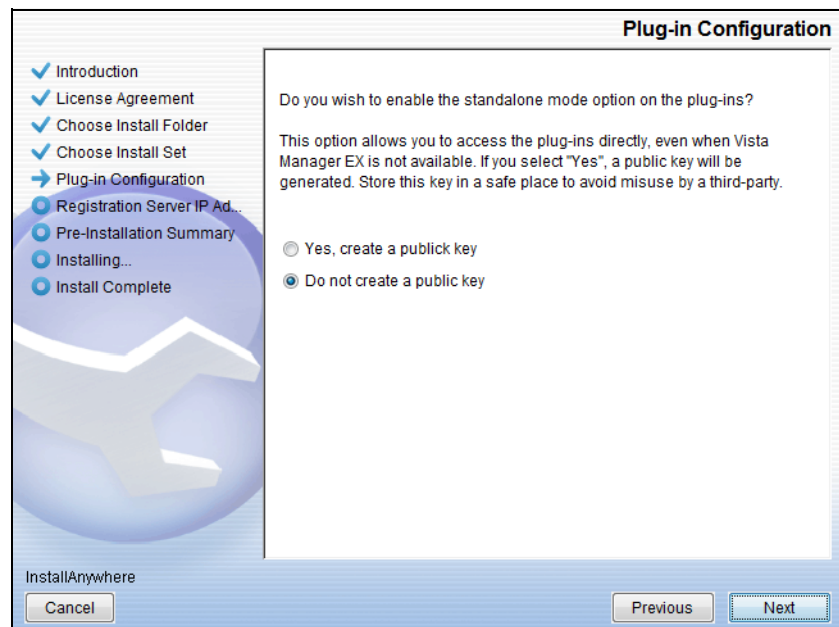 Plug-in Configuration
Introduction
License Agreement
Choose Install Folder
Choose Install Set
Plug-in Configuration
Registration Server IP Ad...
Pre-Installation Summary
Installing...
Install Complete
Do you wish to enable the standalone mode option on the plug-ins?
This option allows you to access the plug-ins directly, even when Vista
Manager EX is not available. If you select "Yes", a public key will be
generated. Store this key in a safe place to avoid misuse by a third-party.
Yes, create a publick key
Do not create a public key
InstallAnywhere
Cancel
Previous
Next